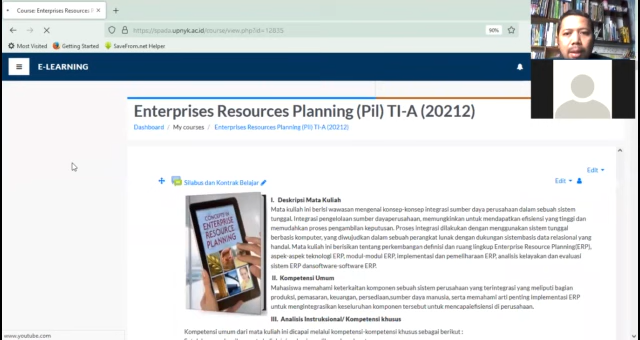 Course: Enterprises Resources P
https://spada.upnyk.ac.id/course/view.php?id=12835
90%
Most Visited Getting Started SaveFrom.net Helper
E-LEARNING
Enterprises Resources Planning (Pil) TI-A (20212)
Dashboard / My courses / Enterprises Resources Planning (Pil) TI-A (20212)
Edit
Edit
Silabus dan Kontrak Belajar
CONCEPTS IN
ENTERPRISE
RESOURCE
PLANNING
I. Deskripsi Mata Kuliah
Mata kuliah ini berisi wawasan mengenai konsep-konsep integrasi sumber daya perusahaan dalam sebuah sistem
tunggal. Integrasi pengelolaan sumber dayaperusahaan, memungkinkan untuk mendapatkan efisiensi yang tinggi dan
memudahkan proses pengambilan keputusan. Proses integrasi dilakukan dengan menggunakan sistem tunggal
berbasis komputer, yang diwujudkan dalam sebuah perangkat lunak dengan dukungan sistembasis data relasional yang
handal. Mata kuliah ini berisikan tentang perkembangan definisi dan ruang lingkup Enterprise Resource Planning(ERP),
aspek-aspek teknologi ERP, modul-modul ERP, implementasi dan pemeliharaan ERP, analisis kelayakan dan evaluasi
sistem ERP dansoftware-software ERP.
II. Kompetensi Umum
Mahasiswa memahami keterkaitan komponen sebuah sistem perusahaan yang terintegrasi yang meliputi bagian
produksi, pemasaran, keuangan, persediaan,sumber daya manusia, serta memahami arti penting implementasi ERP
untuk mengintegrasikan keseluruhan komponen tersebut untuk mencapaiefisiensi di perusahaan.
III. Analisis Instruksional/ Kompetensi khusus
Kompetensi umum dari mata kuliah ini dicapai melalui kompetensi-kompetensi khusus sebagai berikut :
www.youtube.com